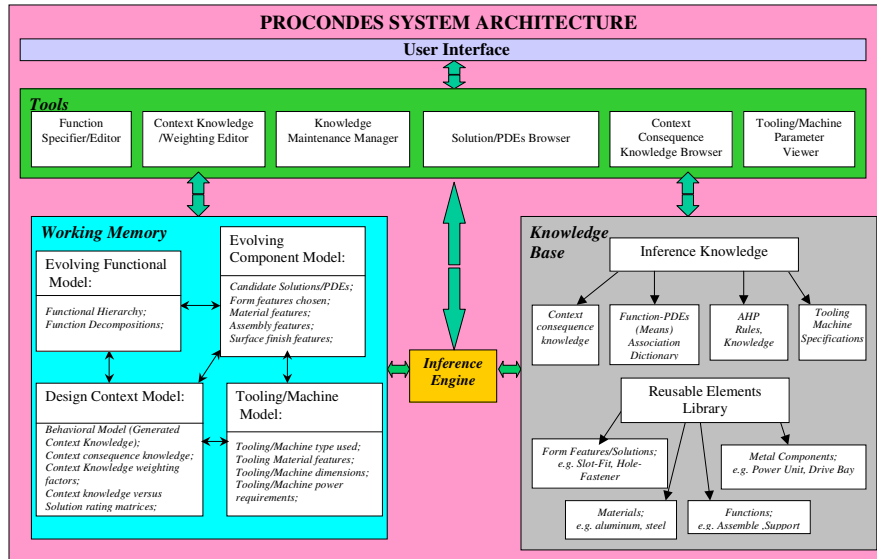 PROCONDES SYSTEM ARCHITECTURE
User Interface
Tools
Function
Specifier/Editor
Context Knowledge
/Weighting Editor
Knowledge
Maintenance Manager
Solution/PDEs Browser
Context
Consequence
Knowledge Browser
Tooling/Machine
Parameter
Viewer
Working Memory
Evolving Functional
Model:
Functional Hierarchy;
Function Decompositions;
Evolving
Component Model:
Candidate Solutions/PDEs;
Form features chosen;
Material features;
Assembly features;
Surface finish features;
Design Context Model:
Behavioral Model (Generated
Context Knowledge);
Context consequence knowledge;
Context Knowledge weighting
factors;
Context knowledge versus
Solution rating matrices;
Tooling/Machine
Model:
Tooling/Machine type used;
Tooling Material features;
Tooling/Machine dimensions;
Tooling/Machine power
requirements;
Inference
Engine
Knowledge
Base
Inference Knowledge
Context
consequence
knowledge
Function-PDEs
(Means)
Association
Dictionary
AHP
Rules,
Knowledge
Tooling
Machine
Specifications
Reusable Elements
Library
Form Features/Solutions;
e.g. Slot-Fit, Hole-
Fastener
Metal Components;
e.g. Power Unit, Drive Bay
Materials;
e.g. aluminum, steel
Functions;
e.g. Assemble ,Support